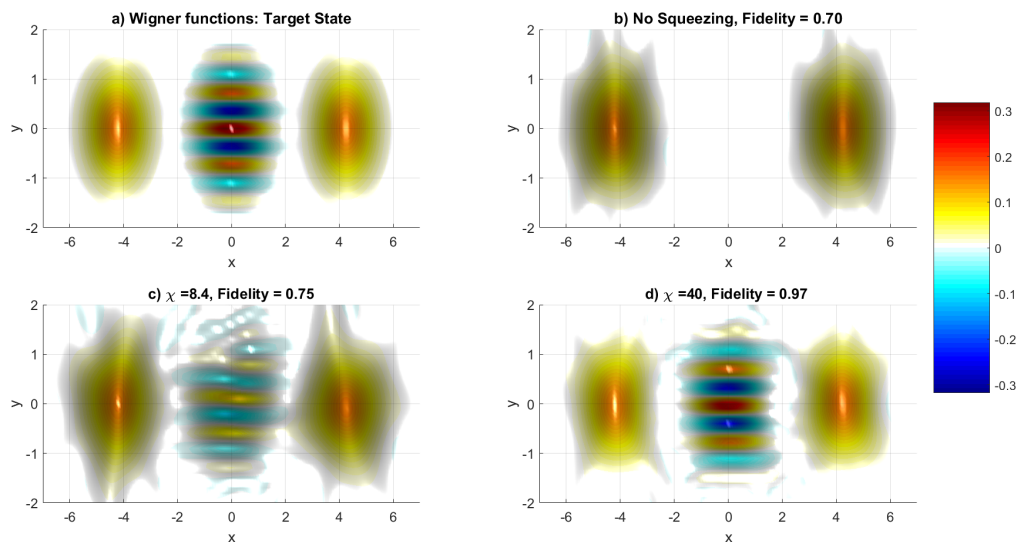 a) Wigner functions: Target State
2
1
0
-1
-2
y
-6 -4 -2 0 2 4 6
x
b) No Squeezing, Fidelity = 0.70
2
1
0
-1
-2
y
-6 -4 -2 0 2 4 6
x
c) χ =8.4, Fidelity = 0.75
2
1
0
-1
-2
y
-6 -4 -2 0 2 4 6
x
d) χ =40, Fidelity = 0.97
2
1
0
-1
-2
y
-6 -4 -2 0 2 4 6
x
0.3
0.2
0.1
0
-0.1
-0.2
-0.3